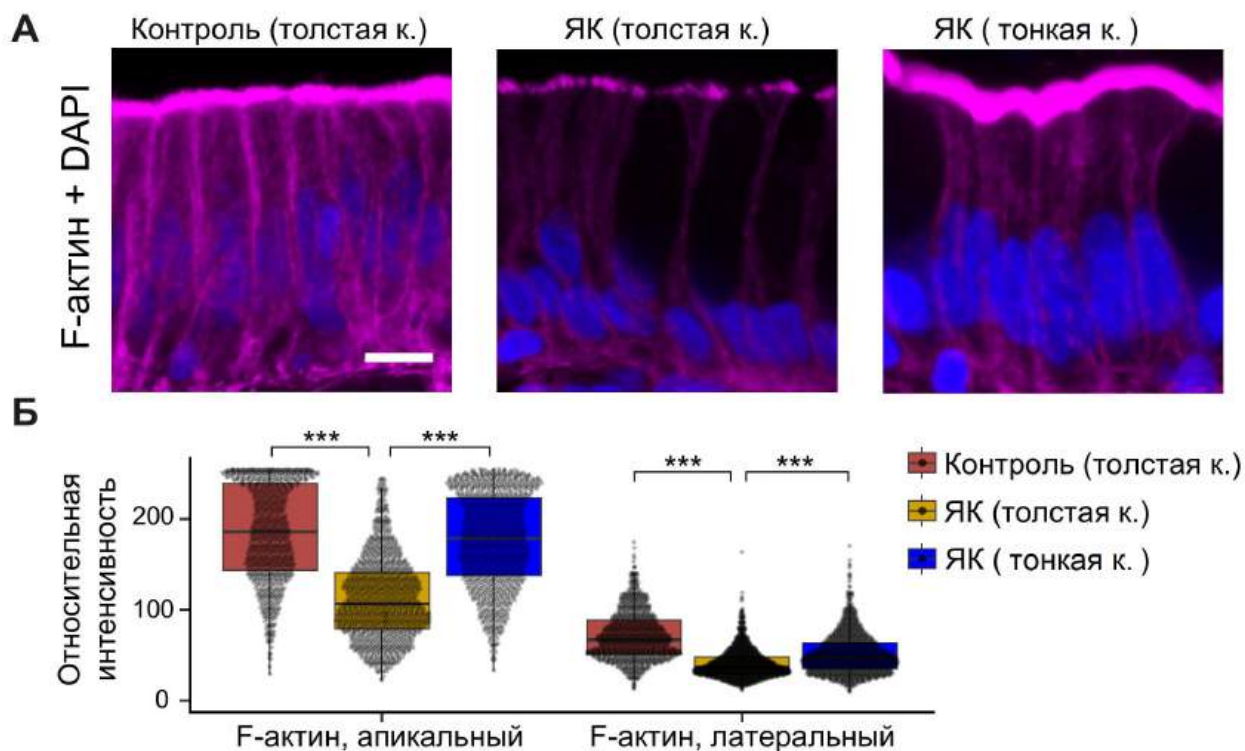 А
Контроль (толстая к.)
ЯК (толстая к.)
ЯК ( тонкая к. )
F-актин + DAPI
Б
Относительная
интенсивность
200
100
0
***
***
***
***
F-актин, апикальный
F-актин, латеральный
Контроль (толстая к.)
ЯК (толстая к.)
ЯК ( тонкая к. )